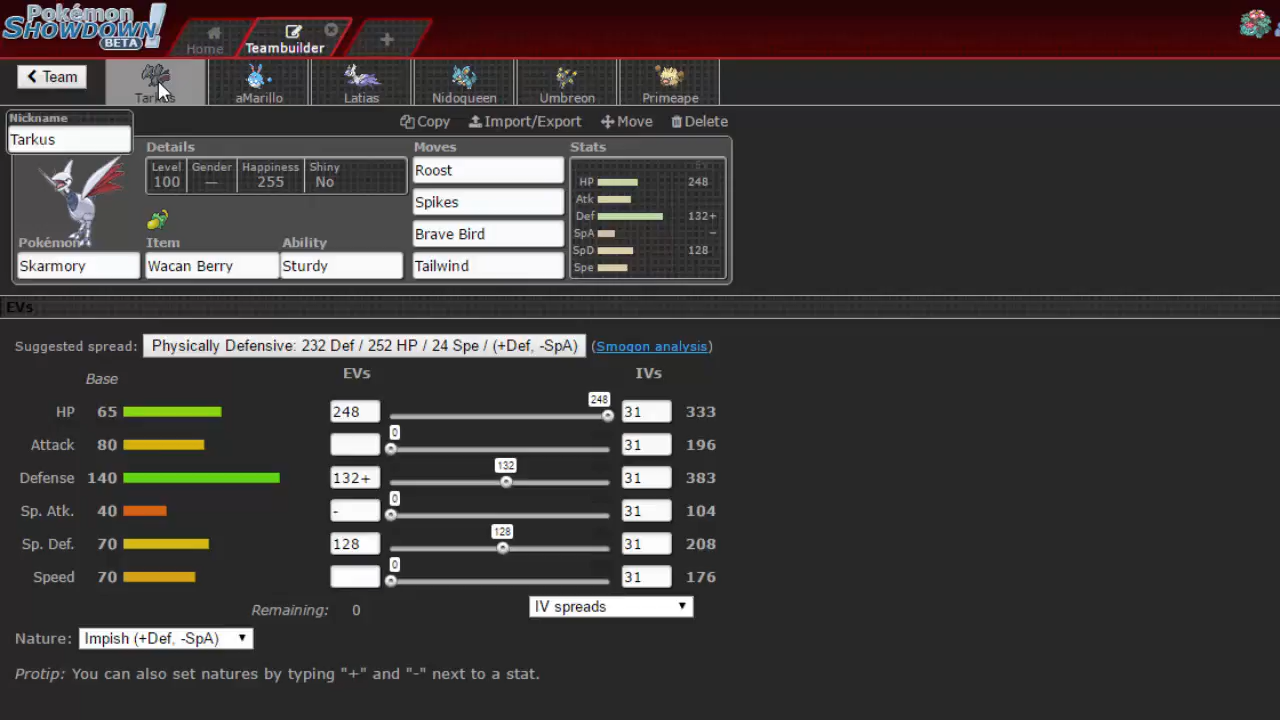 Pokémon
SHOWDOWN!
BETA
Home
Teambuilder
+
Team
Tarkus
aMarillo
Latias
Nidoqueen
Umbreon
Primeape
Copy
Import/Export
Move
Delete
Nickname
Tarkus
Details
Level
100
Gender
—
Happiness
255
Shiny
No
Pokémon
Skarmory
Item
Wacan Berry
Ability
Sturdy
Moves
Roost
Spikes
Brave Bird
Tailwind
Stats
HP 248
Atk
Def 132+
SpA –
SpD 128
Spe
EVs
Suggested spread: Physically Defensive: 232 Def / 252 HP / 24 Spe / (+Def, -SpA) (Smogon analysis)
Base EVs IVs
HP 65 248 248 31 333
Attack 80 0 31 196
Defense 140 132+ 132 31 383
Sp. Atk. 40 - 0 31 104
Sp. Def. 70 128 128 31 208
Speed 70 0 31 176
Remaining: 0
IV spreads
Nature: Impish (+Def, -SpA)
Protip: You can also set natures by typing "+" and "-" next to a stat.